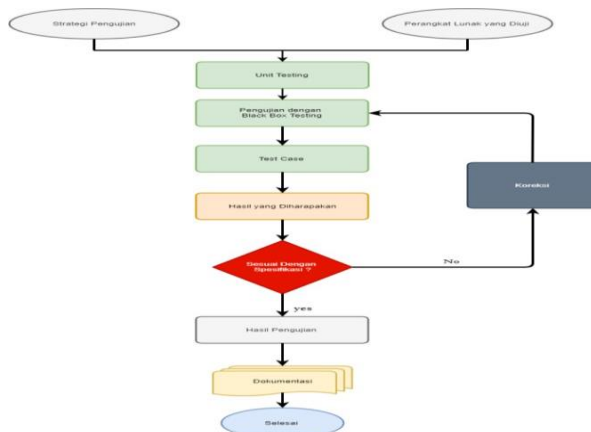 Strategi Pengujian
Perangkat Lunak yang Diuji
Unit Testing
Pengujian dengan
Black Box Testing
Test Case
Koreksi
Hasil yang Diharapakan
Sesuai Dengan
Spesifikasi ?
No
yes
Hasil Pengujian
Dokumentasi
Selesai